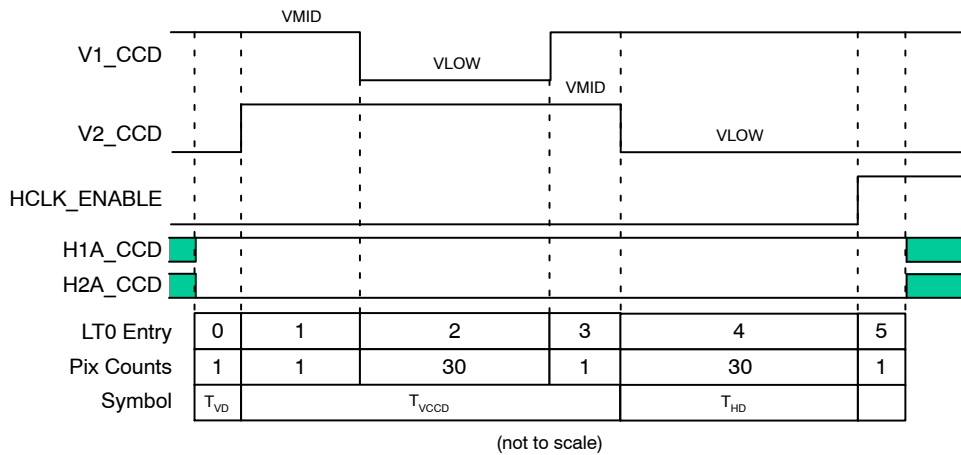 VMID
V1_CCD
VLOW
VMID
V2_CCD
VLOW
HCLK_ENABLE
H1A_CCD
H2A_CCD
LT0 Entry 0 1 2 3 4 5
Pix Counts 1 1 30 1 30 1
Symbol TVD TVCCD THD
(not to scale)